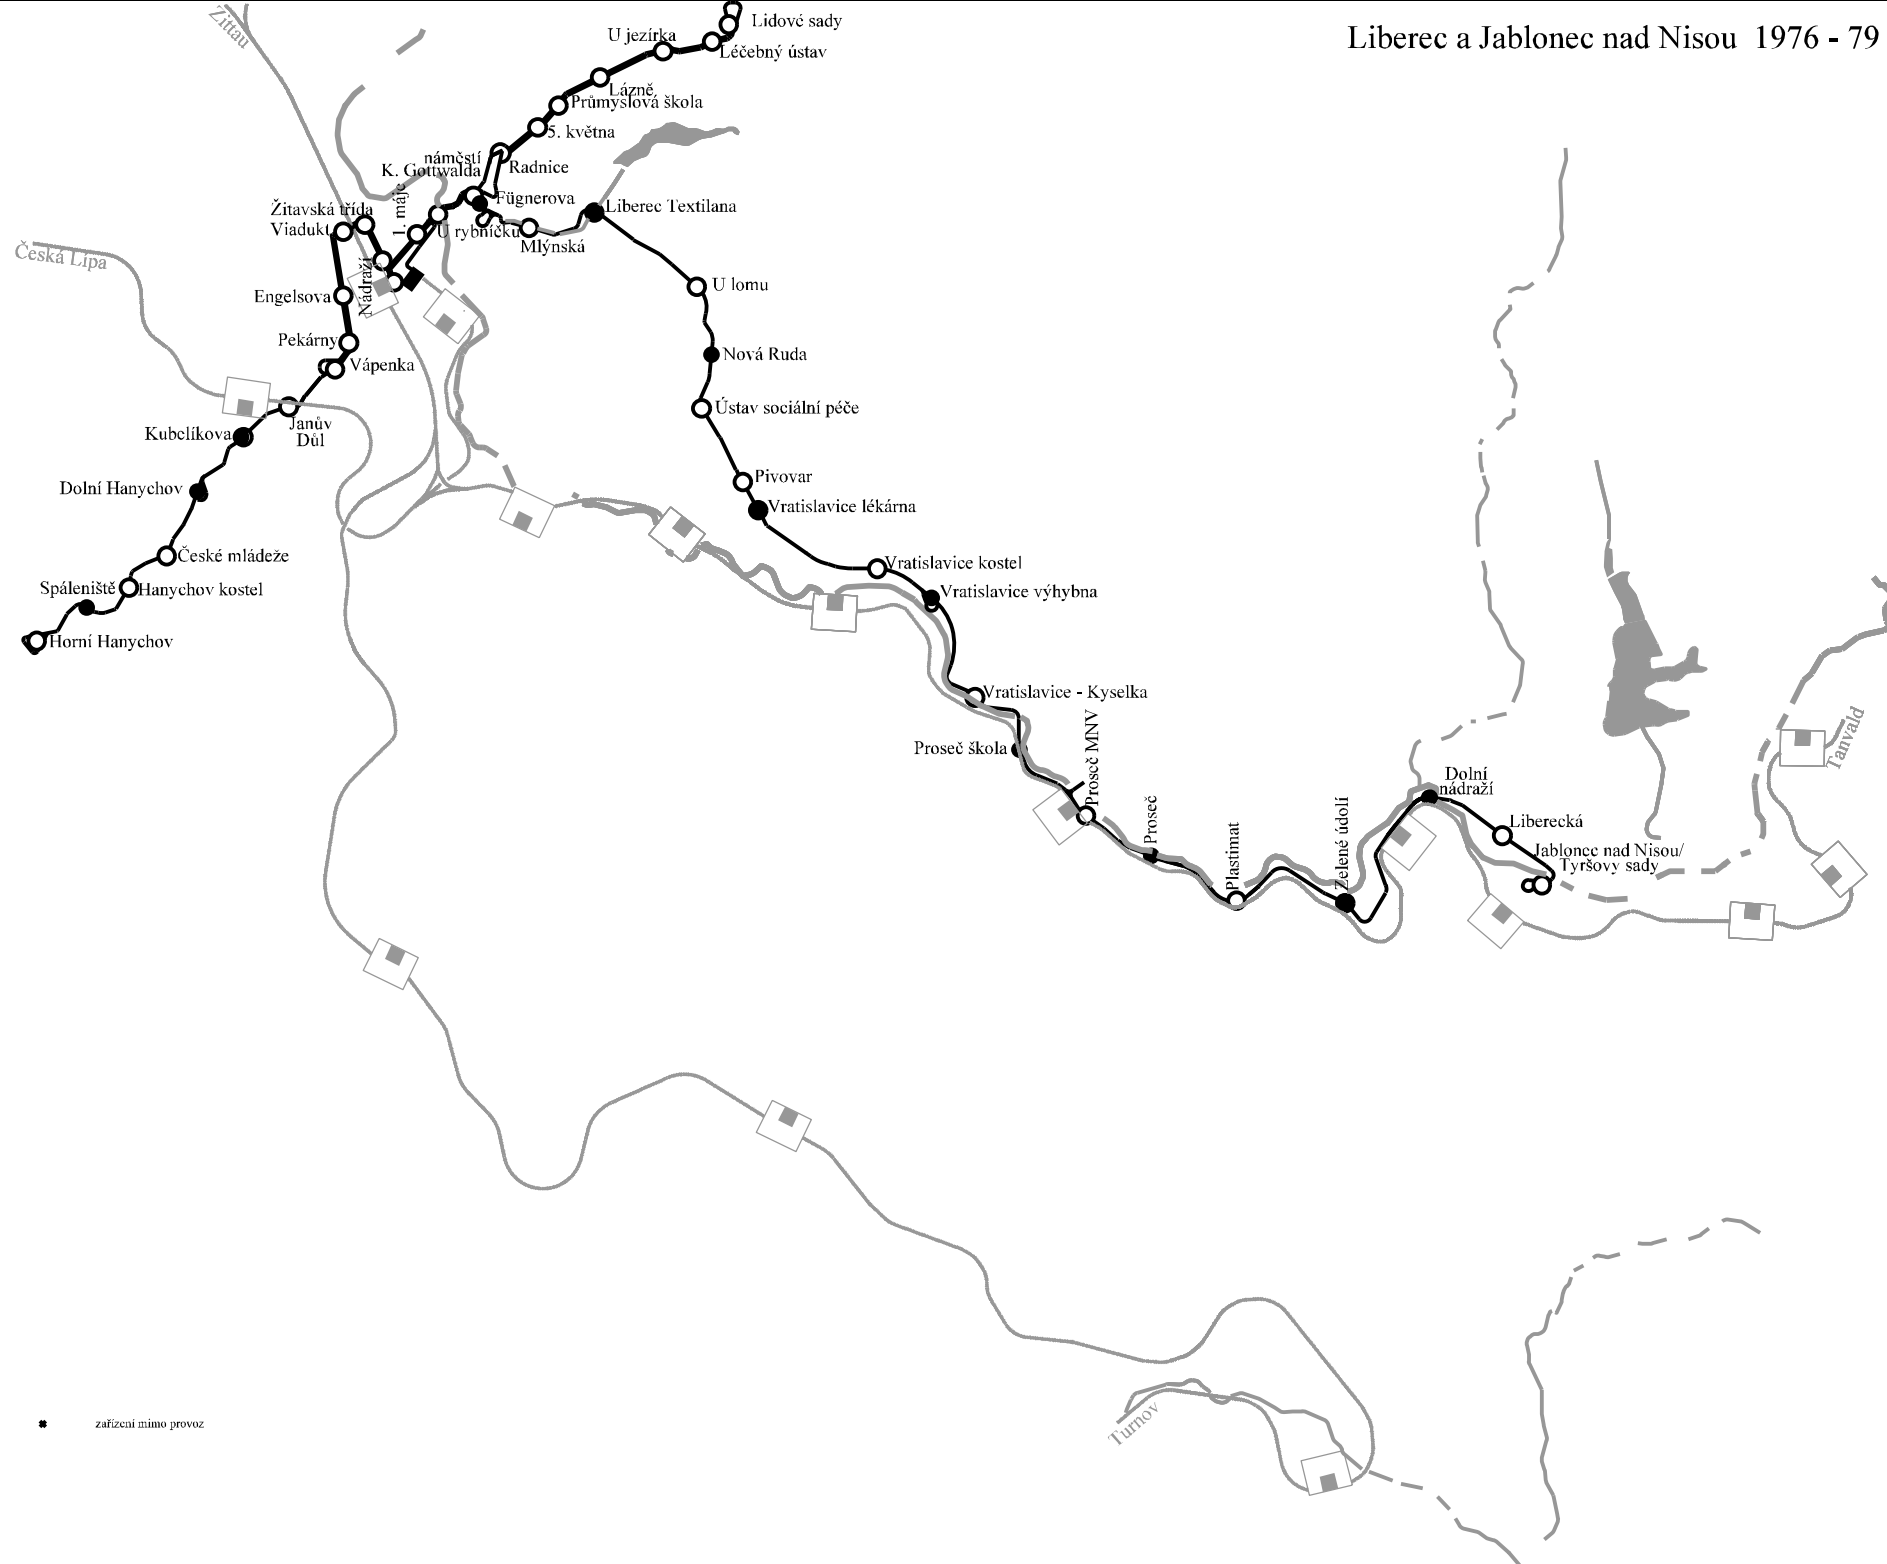 Liberec a Jablonec nad Nisou 1976 - 79
Zittau
Lidové sady
U jezírka
Léčebný ústav
Lázně
Průmyslová škola
5. května
náměstí
K. Gottwalda
Radnice
1. máje
Fügnerova
Žitavská třída
Viadukt
U rybníčku
Liberec Textilana
Mlýnská
Česká Lípa
Nádraží
Engelsova
U lomu
Pekárny
Nová Ruda
Vápenka
Ústav sociální péče
Janův
Důl
Kubelíkova
Pivovar
Dolní Hanychov
Vratislavice lékárna
České mládeže
Vratislavice kostel
Spáleniště
Hanychov kostel
Vratislavice výhybna
Horní Hanychov
Vratislavice - Kyselka
Proseč škola
Proseč MNV
Tanvald
Proseč
Plastimat
Zelené údolí
Dolní
nádraží
Liberecká
Jablonec nad Nisou/
Tyršovy sady
Turnov
zařízení mimo provoz